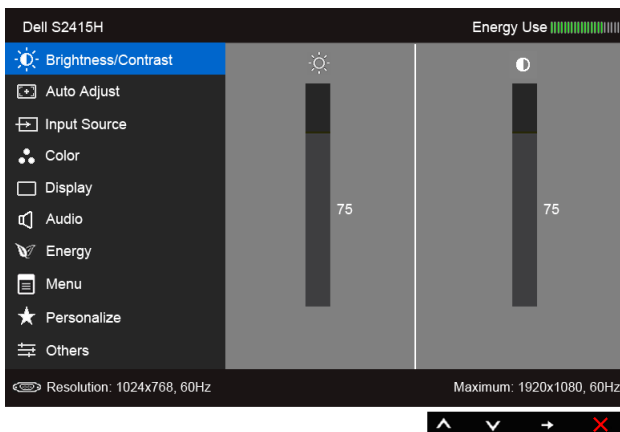 Dell S2415H
Energy Use
Brightness/Contrast
Auto Adjust
Input Source
Color
Display
Audio
Energy
Menu
Personalize
Others
75
75
Resolution: 1024x768, 60Hz
Maximum: 1920x1080, 60Hz